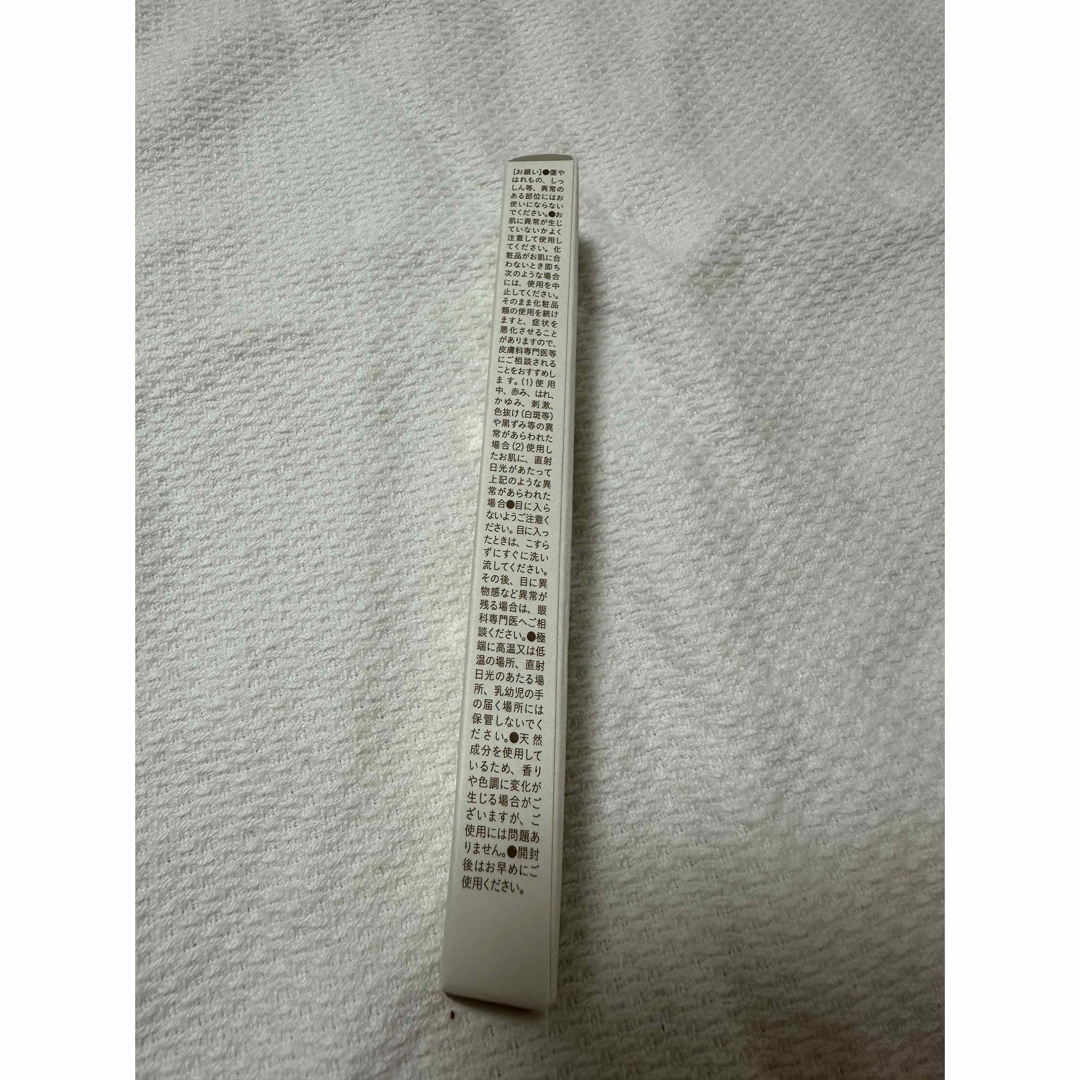 [お願い]●傷や
はれもの、しっ
しん等、異常の
ある部位にはお
使いにならない
でください。●お
肌に異常が生じ
ていないかよく
注意して使用し
てください。化
粧品がお肌に合
わないとき即ち
次のような場合
には、使用を中
止してください。
そのまま化粧品
類の使用を続け
ますと、症状を
悪化させること
がありますので、
皮膚科専門医等
にご相談される
ことをおすすめし
ます。(1)使用
中、赤み、はれ、
かゆみ、刺激、
色抜け(白斑等)
や黒ずみ等の異
常があらわれた
場合(2)使用し
たお肌に、直射
日光があたって
上記のような異
常があらわれた
場合●目に入ら
ないようご注意く
ださい。目に入っ
たときは、こすら
ずにすぐに洗い
流してください。
その後、目に異
物感など異常が
残る場合は、眼
科専門医へご相
談ください。●極
端に高温又は低
温の場所、直射
日光のあたる場
所、乳幼児の手
の届く場所には
保管しないでく
ださい。●天然
成分を使用して
いるため、香り
や色調に変化が
生じる場合がご
ざいますが、ご
使用には問題あ
りません。●開封
後はお早めにご
使用ください。